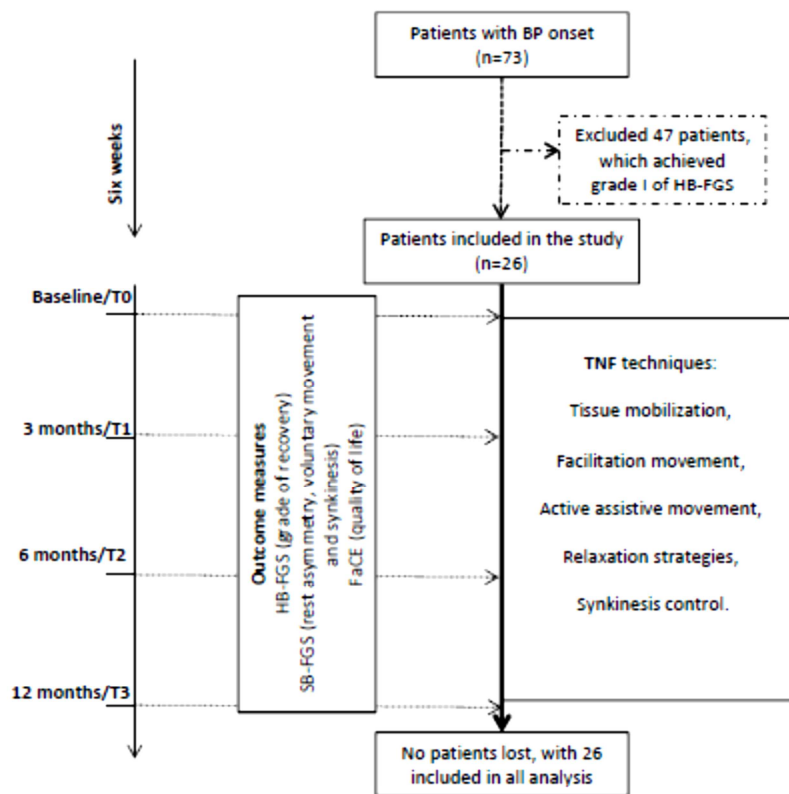 Patients with BP onset
(n=73)
Six weeks
Excluded 47 patients,
which achieved
grade I of HB-FGS
Patients included in the study
(n=26)
Baseline/T0
3 months/T1
6 months/T2
12 months/T3
Outcome measures
HB-FGS (grade of recovery)
SB-FGS (rest asymmetry, voluntary movement
and synkinesis)
FaCE (quality of life)
TNF techniques:
Tissue mobilization,
Facilitation movement,
Active assistive movement,
Relaxation strategies,
Synkinesis control.
No patients lost, with 26
included in all analysis